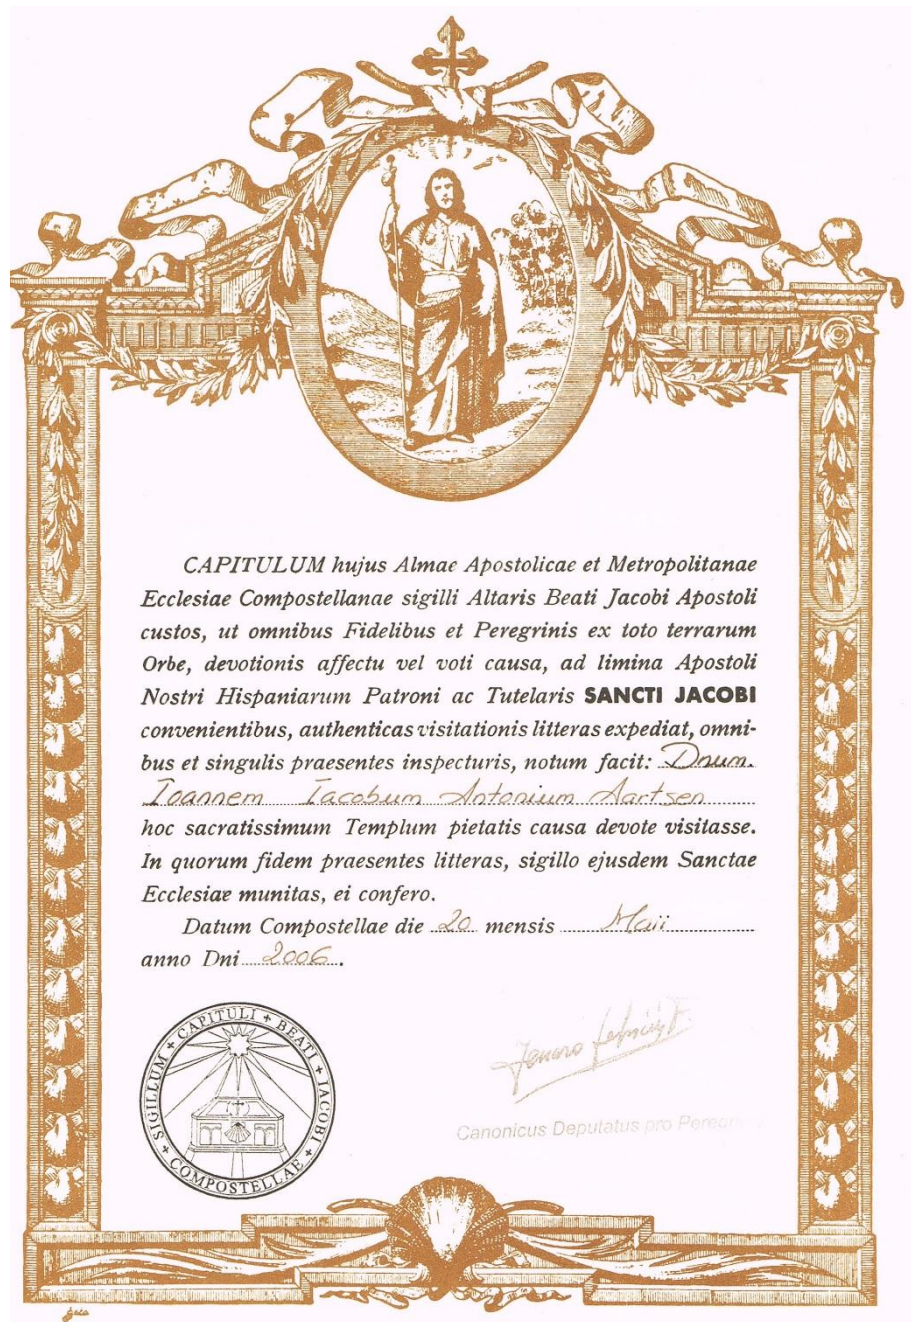 CAPITULUM hujus Almae Apostolicae et Metropolitanae
Ecclesiae Compostellanae sigilli Altaris Beati Jacobi Apostoli
custos, ut omnibus Fidelibus et Peregrinis ex toto terrarum
Orbe, devotionis affectu vel voti causa, ad limina Apostoli
Nostri Hispaniarum Patroni ac Tutelaris SANCTI JACOBI
convenientibus, authenticas visitationis litteras expediat, omni-
bus et singulis praesentes inspecturis, notum facit: Dnum.
Ioannem Iacobum Antonium Aartsen
hoc sacratissimum Templum pietatis causa devote visitasse.
In quorum fidem praesentes litteras, sigillo ejusdem Sanctae
Ecclesiae munitas, ei confero.
Datum Compostellae die 20 mensis Maii
anno Dni 2006.
SIGILLUM + CAPITULI + BEATI + JACOBI + COMPOSTELLAE +
Canonicus Deputatus pro